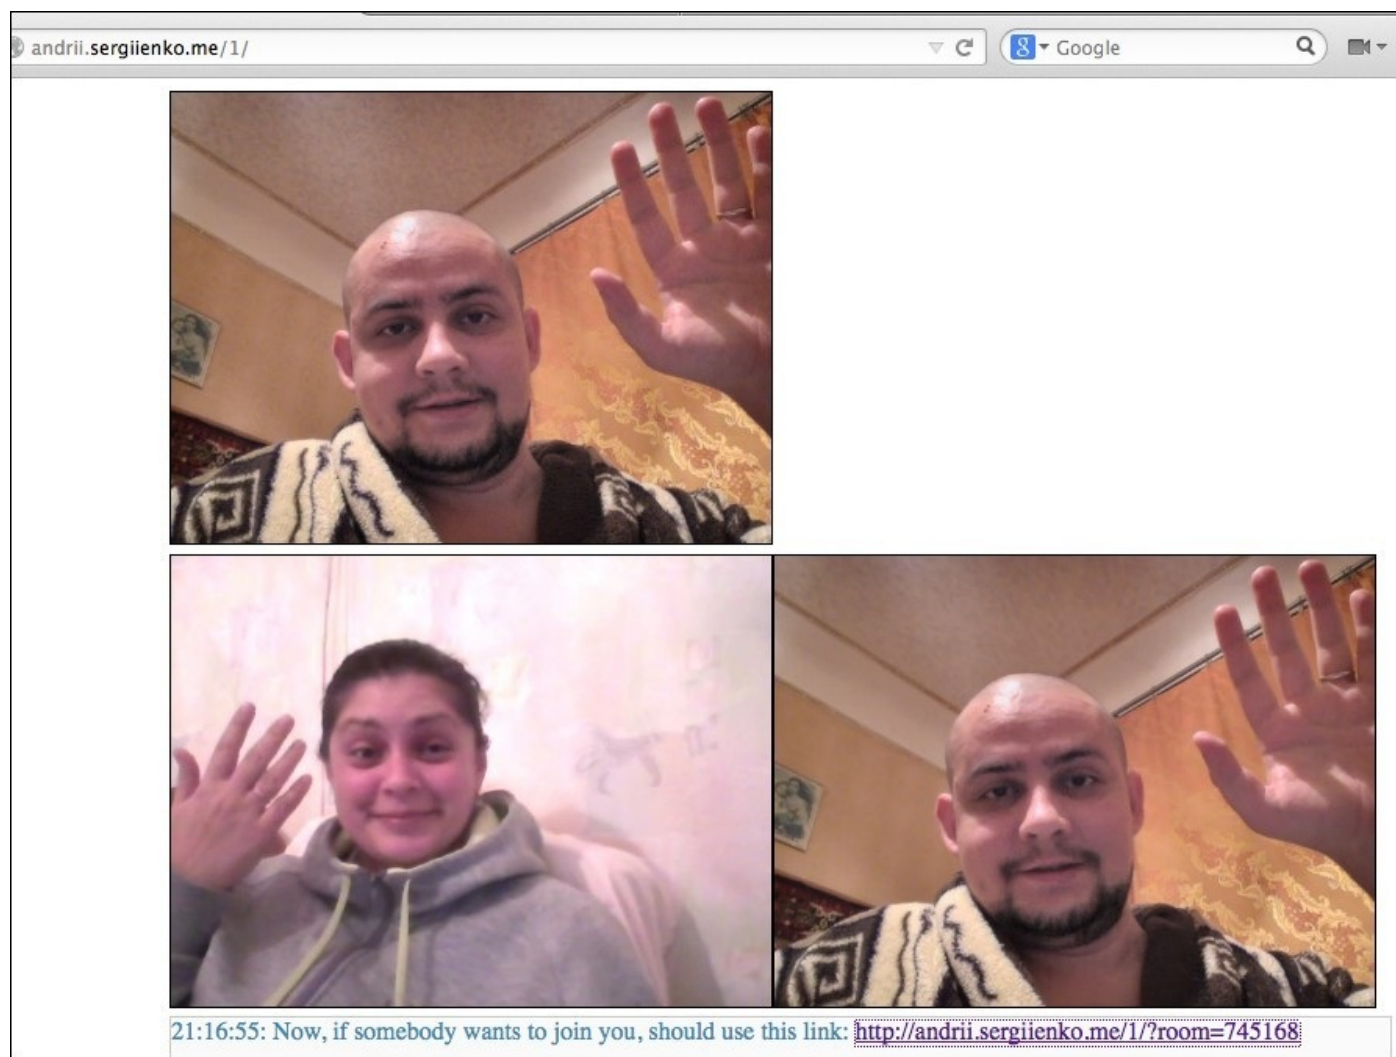 andrii.sergiienko.me/1/
8 Google
21:16:55: Now, if somebody wants to join you, should use this link: http://andrii.sergiienko.me/1/?room=745168